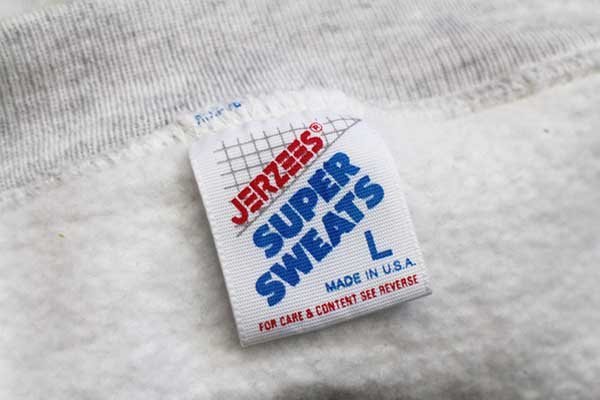 JERZEES®
SUPER
SWEATS
L
MADE IN U.S.A.
FOR CARE & CONTENT SEE REVERSE